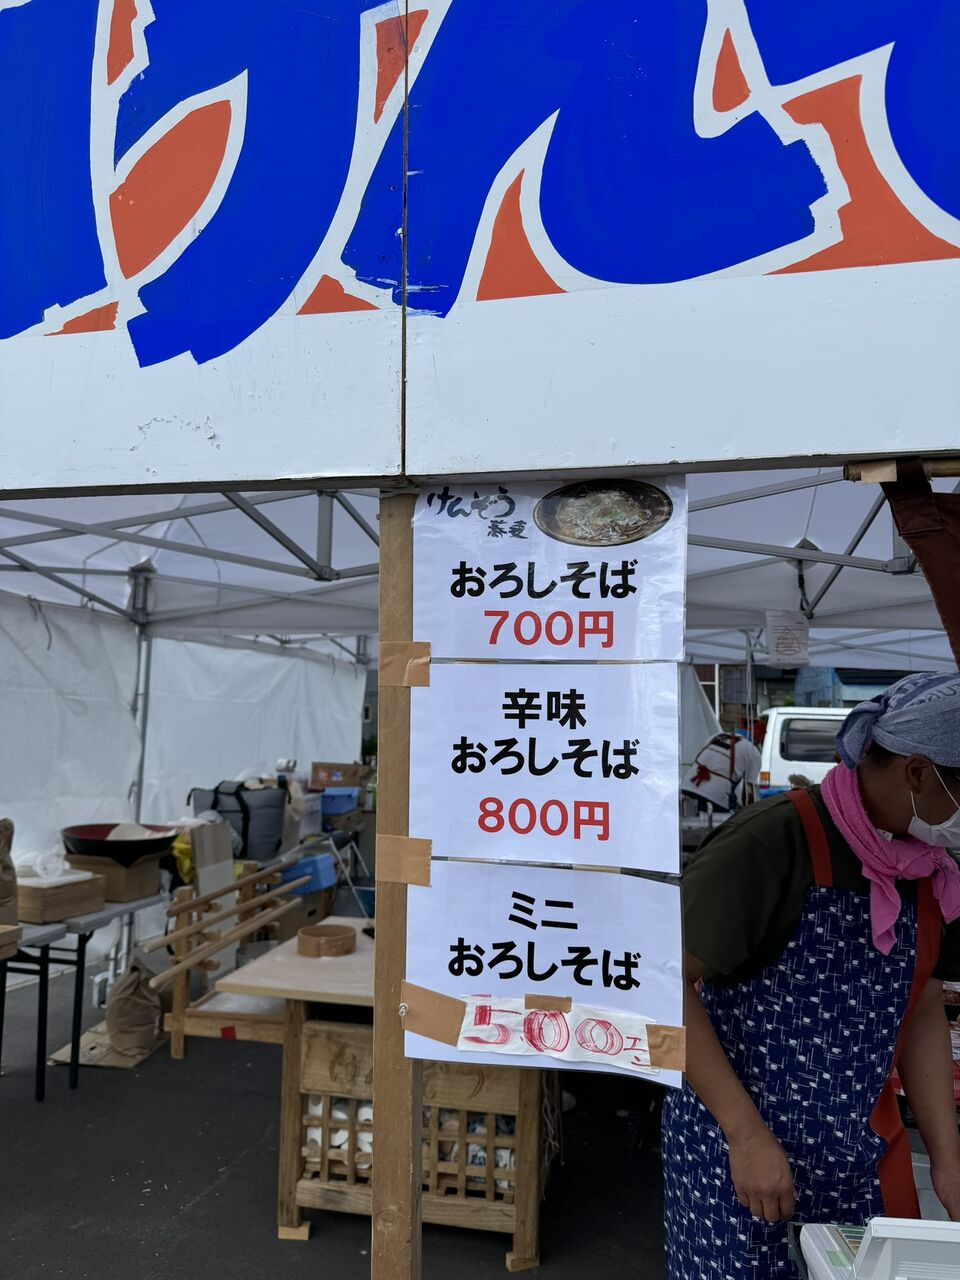 けんぞう
蕎麦
おろしそば
700円
辛味
おろしそば
800円
ミニ
おろしそば
500エン